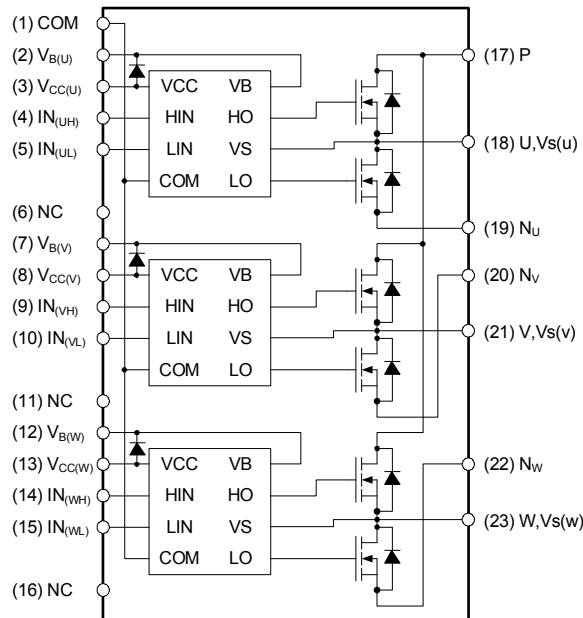 (1) COM
(2) VB(U)
(3) VCC(U)
(4) IN(UH)
(5) IN(UL)
(6) NC
(7) VB(V)
(8) VCC(V)
(9) IN(VH)
(10) IN(VL)
(11) NC
(12) VB(W)
(13) VCC(W)
(14) IN(WH)
(15) IN(WL)
(16) NC
VCC VB
HIN HO
LIN VS
COM LO
VCC VB
HIN HO
LIN VS
COM LO
VCC VB
HIN HO
LIN VS
COM LO
(17) P
(18) U,Vs(u)
(19) NU
(20) NV
(21) V,Vs(v)
(22) NW
(23) W,Vs(w)